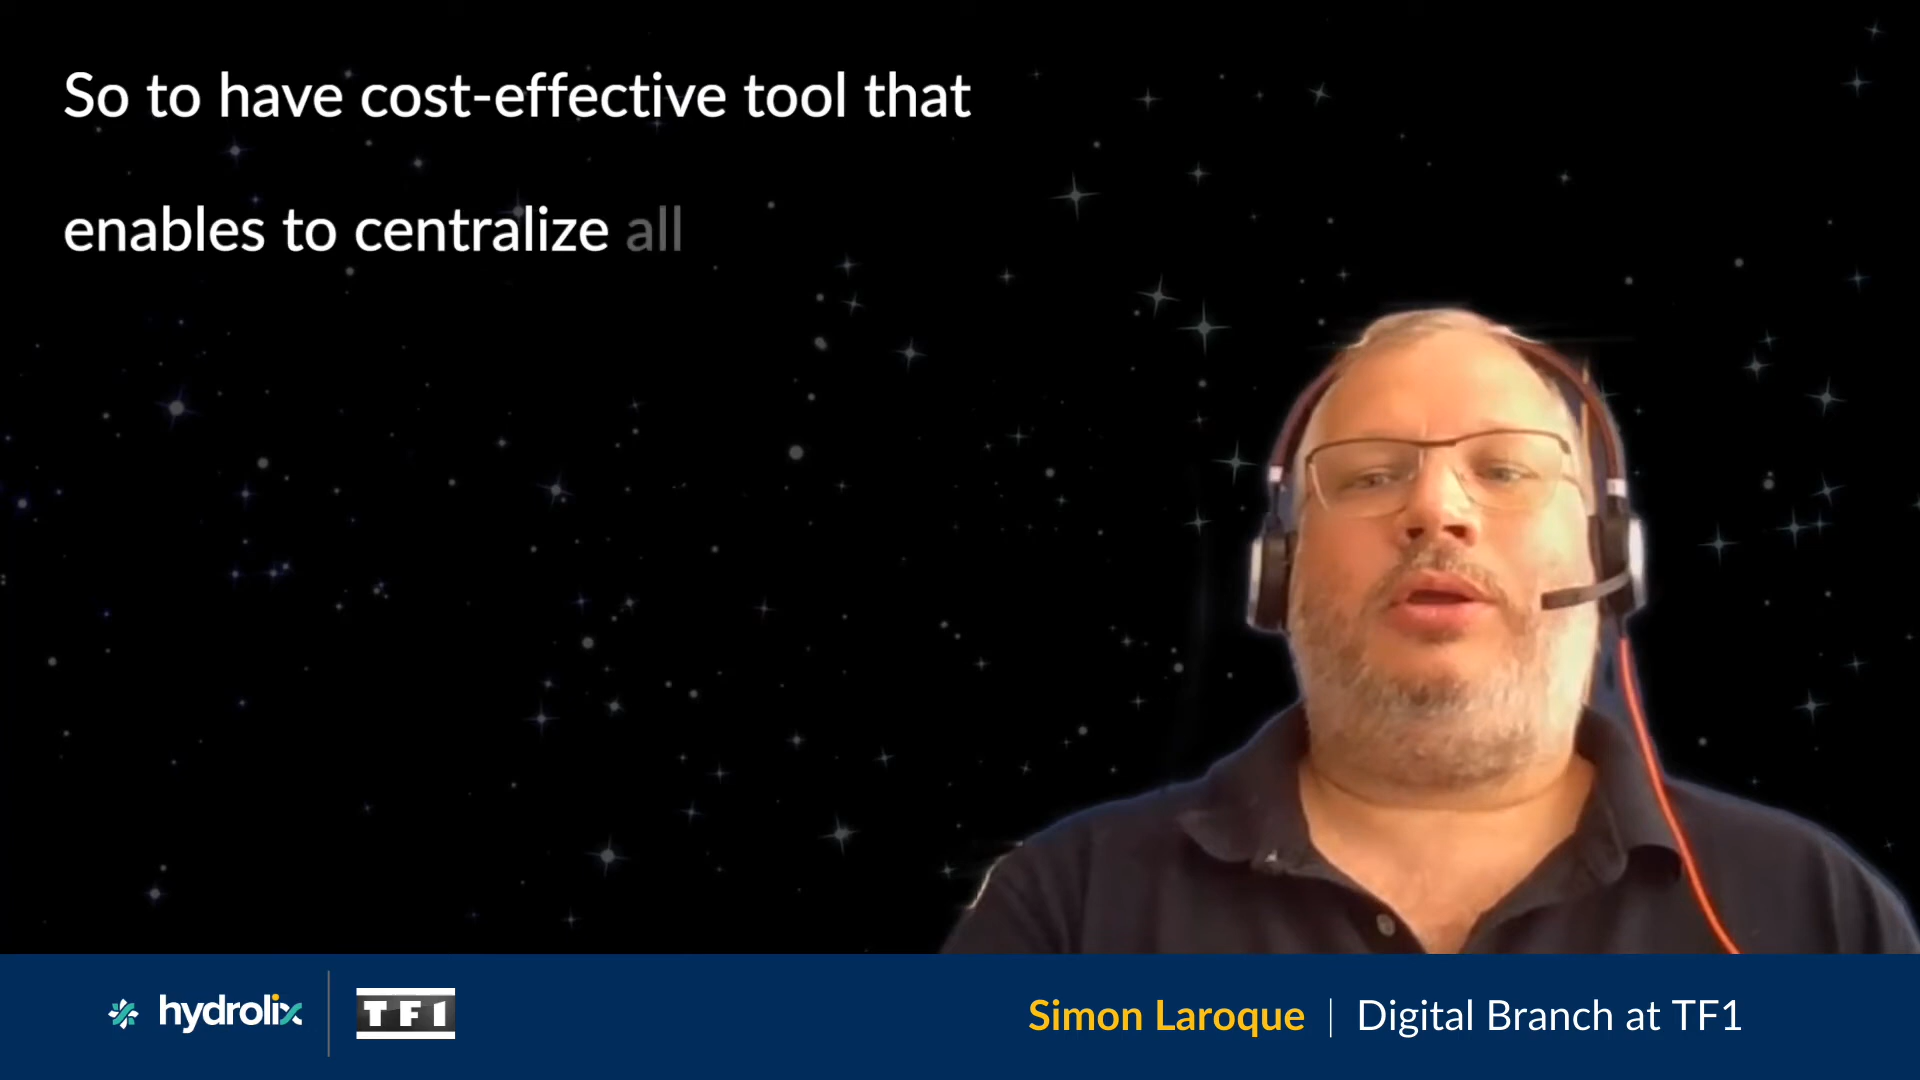 So to have cost-effective tool that
enables to centralize all
hydrolix
TF1
Simon Laroque | Digital Branch at TF1